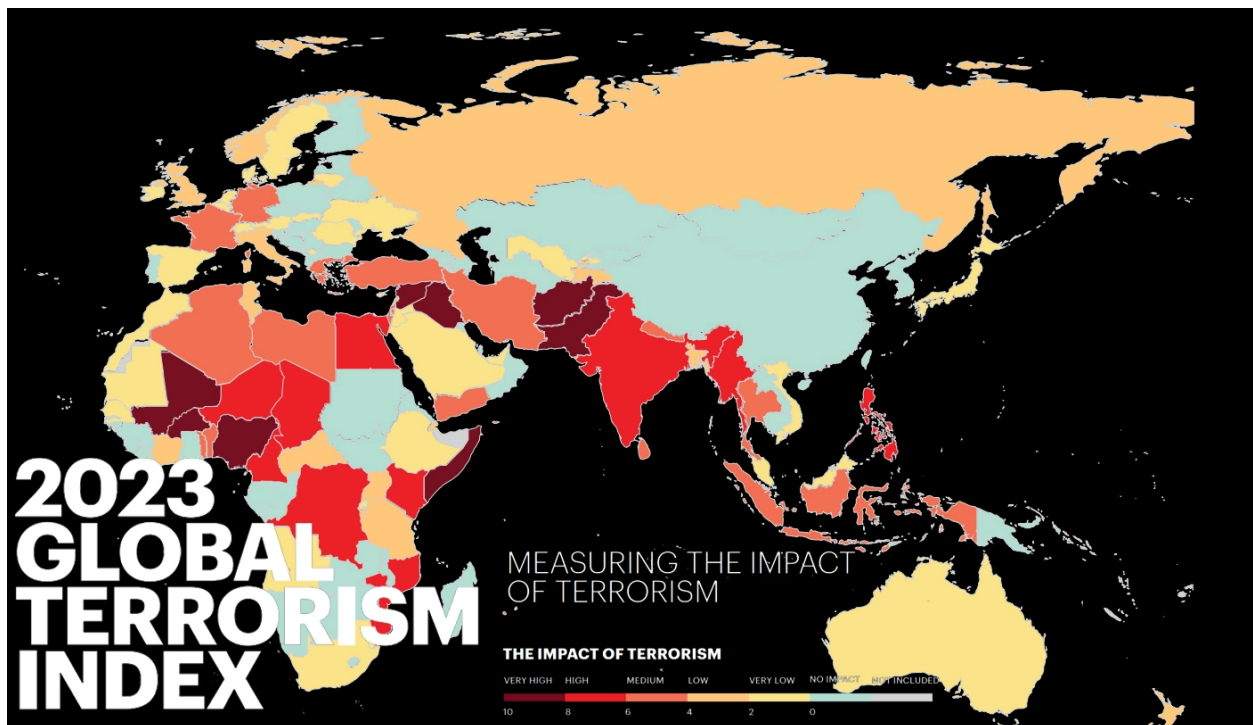 2023
GLOBAL
TERRORISM
INDEX
MEASURING THE IMPACT
OF TERRORISM
THE IMPACT OF TERRORISM
VERY HIGH HIGH MEDIUM LOW VERY LOW NO IMPACT NOT INCLUDED
10 8 6 4 2 0